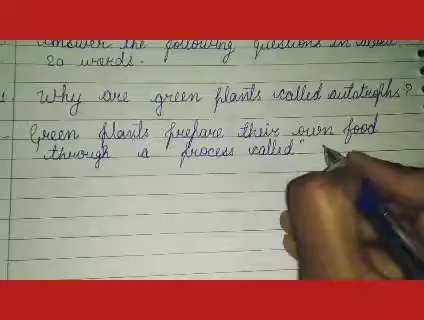 Answer the following questions in about
20 words-
1. Why are green plants called autotrophs?
- Green plants prepare their own food
through a process called "